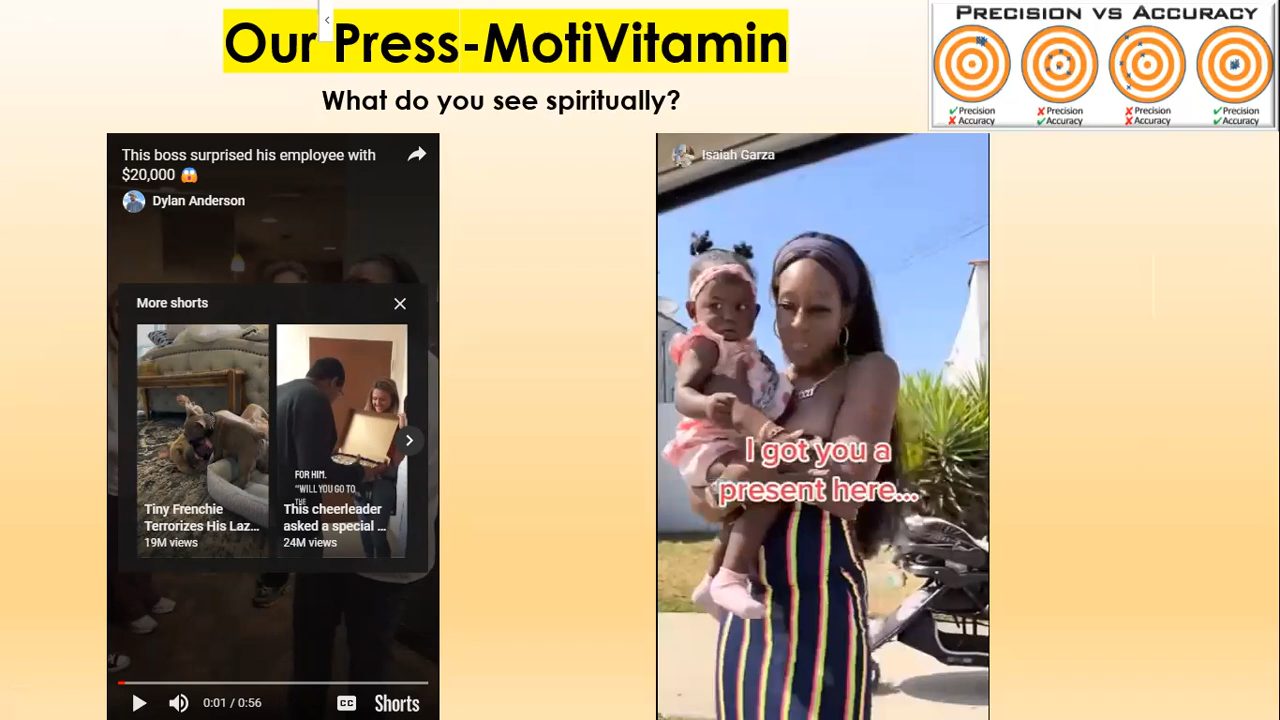 Our Press-MotiVitamin
What do you see spiritually?
PRECISION VS ACCURACY
✓ Precision
✗ Accuracy
✗ Precision
✓ Accuracy
✗ Precision
✗ Accuracy
✓ Precision
✓ Accuracy
This boss surprised his employee with
$20,000 😱
Dylan Anderson
More shorts
FOR HIM.
"WILL YOU GO TO
THE
Tiny Frenchie
Terrorizes His Laz...
19M views
This cheerleader
asked a special ...
24M views
0:01 / 0:56
CC
Shorts
Isaiah Garza
I got you a
present here...